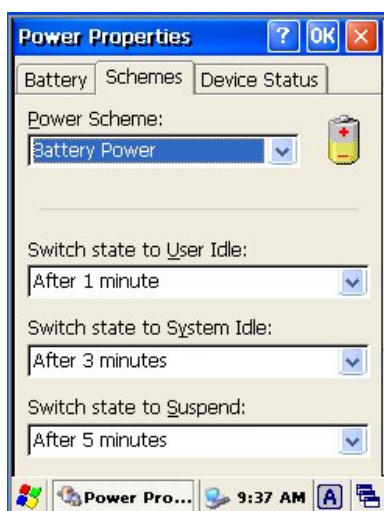 Power Properties ? OK ×
Battery Schemes Device Status
Power Scheme:
Battery Power
Switch state to User Idle:
After 1 minute
Switch state to System Idle:
After 3 minutes
Switch state to Suspend:
After 5 minutes
Power Pro... 9:37 AM A